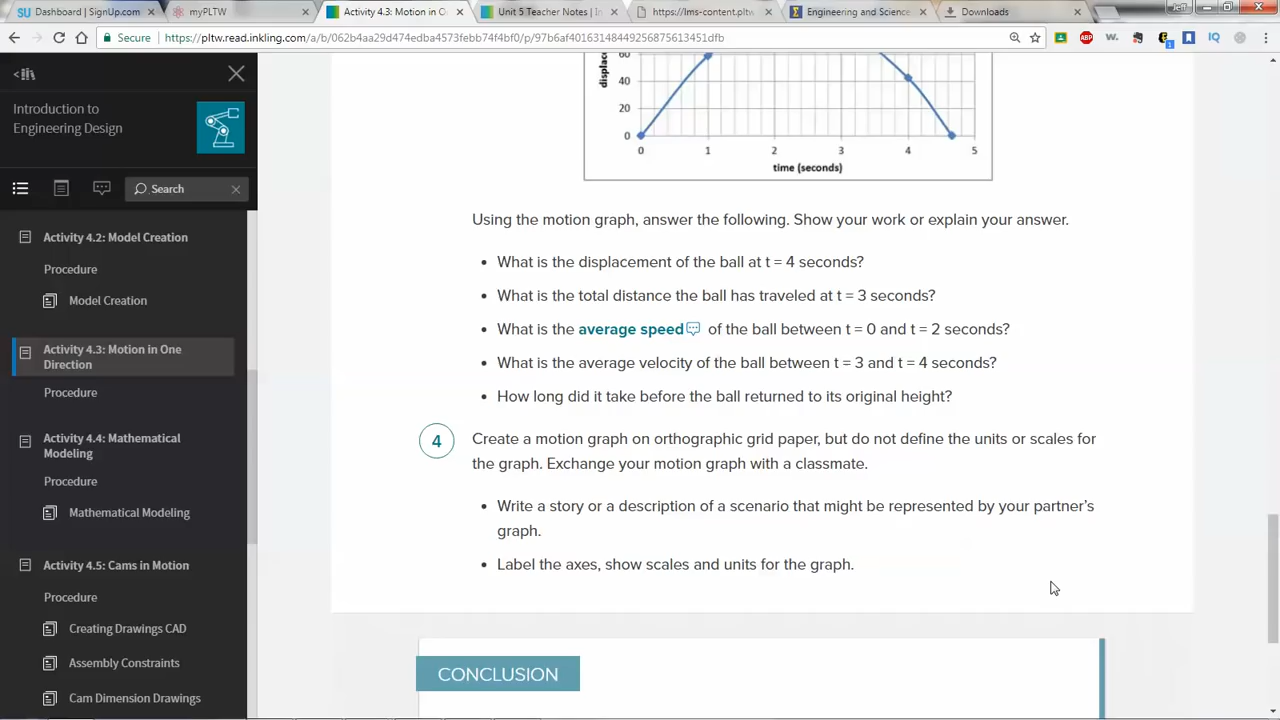 Dashboard | SignUp.com
myPLTW
Activity 4.3: Motion in O
Unit 5 Teacher Notes | In
https://lms-content.pltw
Engineering and Science
Downloads
Jeff
Secure
https://pltw.read.inkling.com/a/b/062b4aa29d474edba4573febb74f4bf0/p/97b6af40163148449256875613451dfb
Introduction to
Engineering Design
Search
Activity 4.2: Model Creation
Procedure
Model Creation
Activity 4.3: Motion in One
Direction
Procedure
Activity 4.4: Mathematical
Modeling
Procedure
Mathematical Modeling
Activity 4.5: Cams in Motion
Procedure
Creating Drawings CAD
Assembly Constraints
Cam Dimension Drawings
displace
60
40
20
0
0 1 2 3 4 5
time (seconds)
Using the motion graph, answer the following. Show your work or explain your answer.
• What is the displacement of the ball at t = 4 seconds?
• What is the total distance the ball has traveled at t = 3 seconds?
• What is the average speed of the ball between t = 0 and t = 2 seconds?
• What is the average velocity of the ball between t = 3 and t = 4 seconds?
• How long did it take before the ball returned to its original height?
4
Create a motion graph on orthographic grid paper, but do not define the units or scales for
the graph. Exchange your motion graph with a classmate.
• Write a story or a description of a scenario that might be represented by your partner's
graph.
• Label the axes, show scales and units for the graph.
CONCLUSION